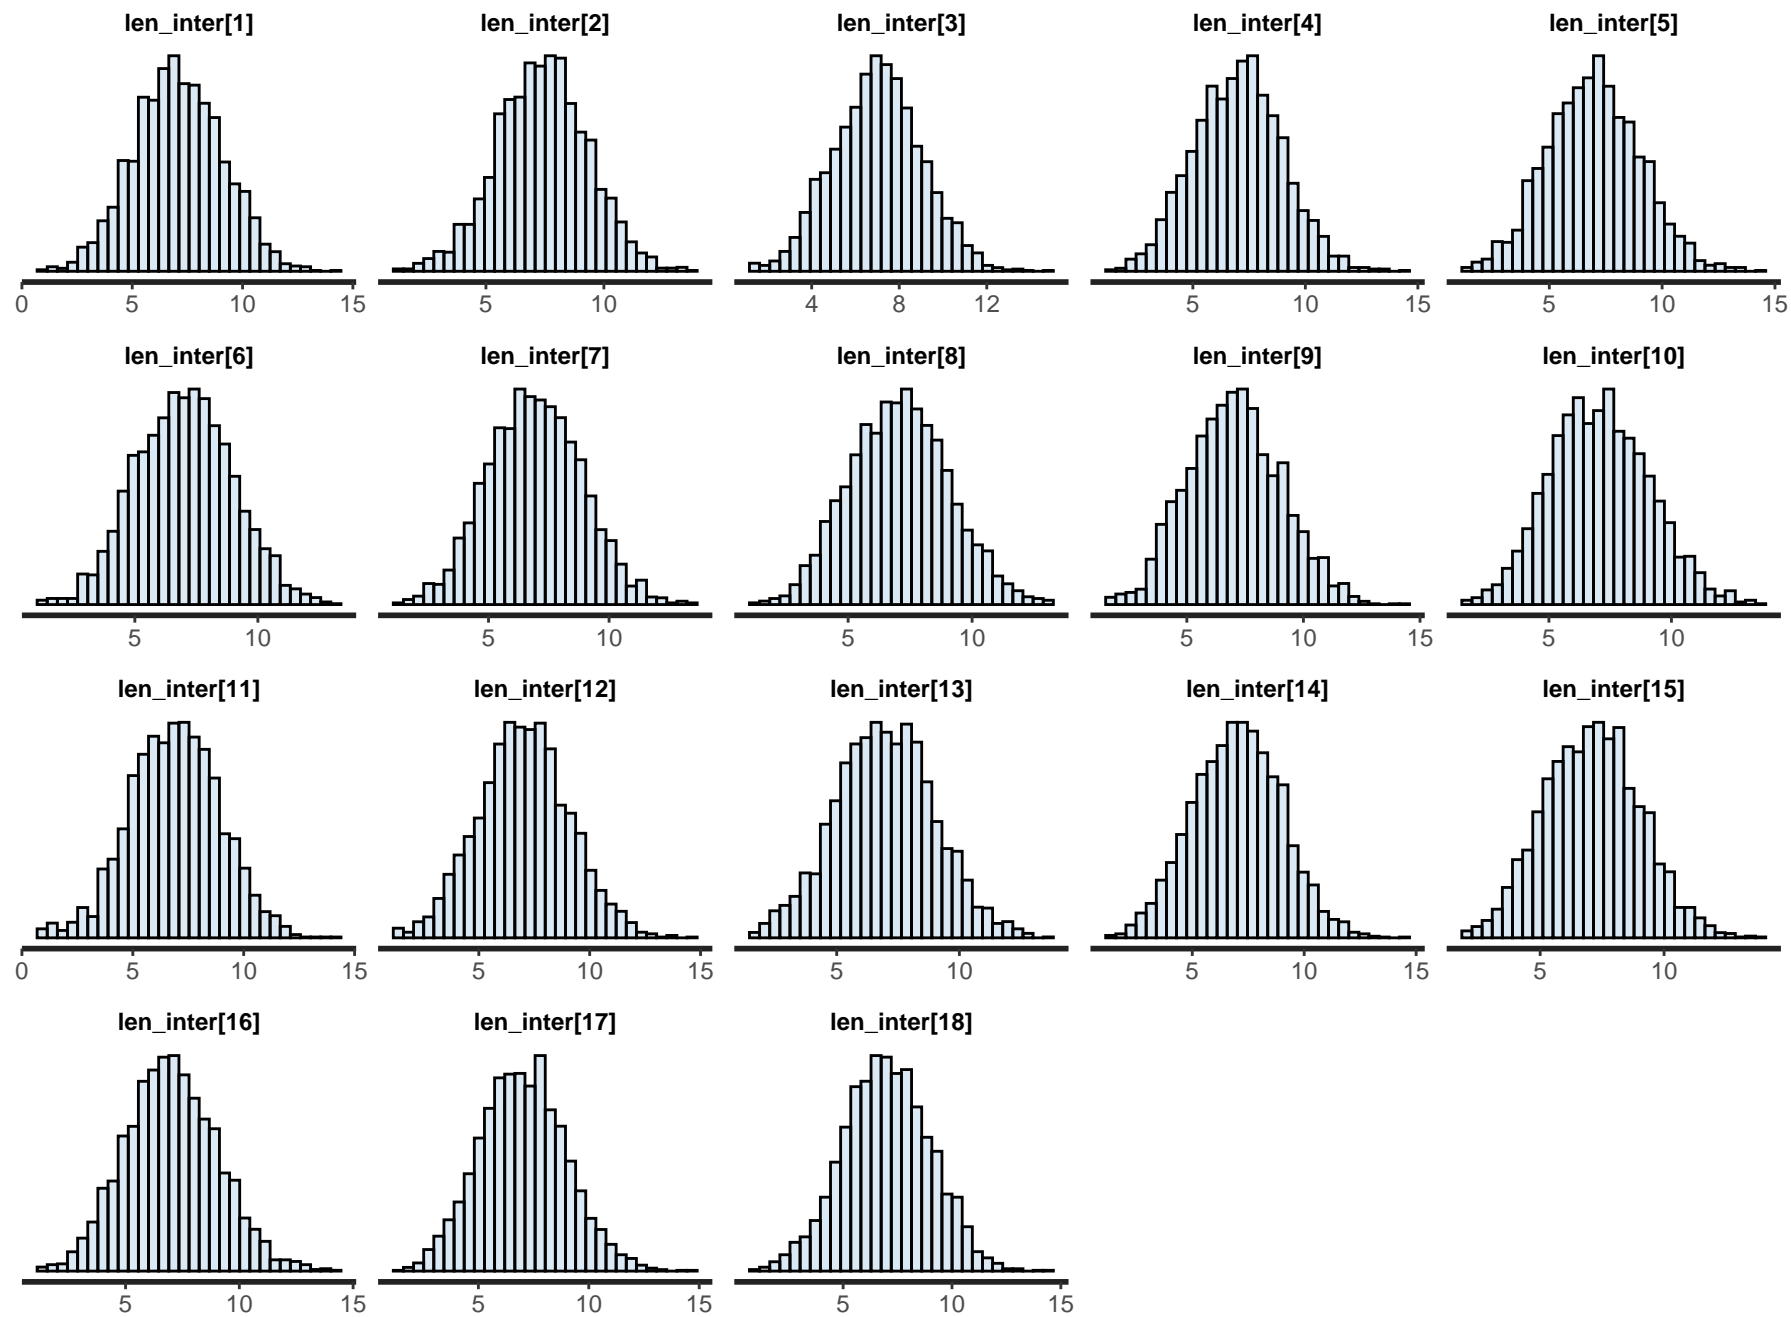 len_inter[1] len_inter[2] len_inter[3] len_inter[4] len_inter[5]
0 5 10 15 5 10 4 8 12 5 10 15 5 10 15
len_inter[6] len_inter[7] len_inter[8] len_inter[9] len_inter[10]
5 10 5 10 5 10 5 10 15 5 10
len_inter[11] len_inter[12] len_inter[13] len_inter[14] len_inter[15]
0 5 10 15 5 10 15 5 10 5 10 15 5 10
len_inter[16] len_inter[17] len_inter[18]
5 10 15 5 10 15 5 10 15